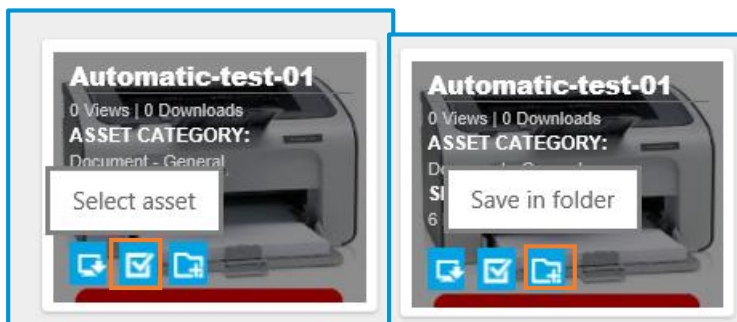 Automatic-test-01
0 Views | 0 Downloads
ASSET CATEGORY:
Document - General
Select asset
Automatic-test-01
0 Views | 0 Downloads
ASSET CATEGORY:
Save in folder
6